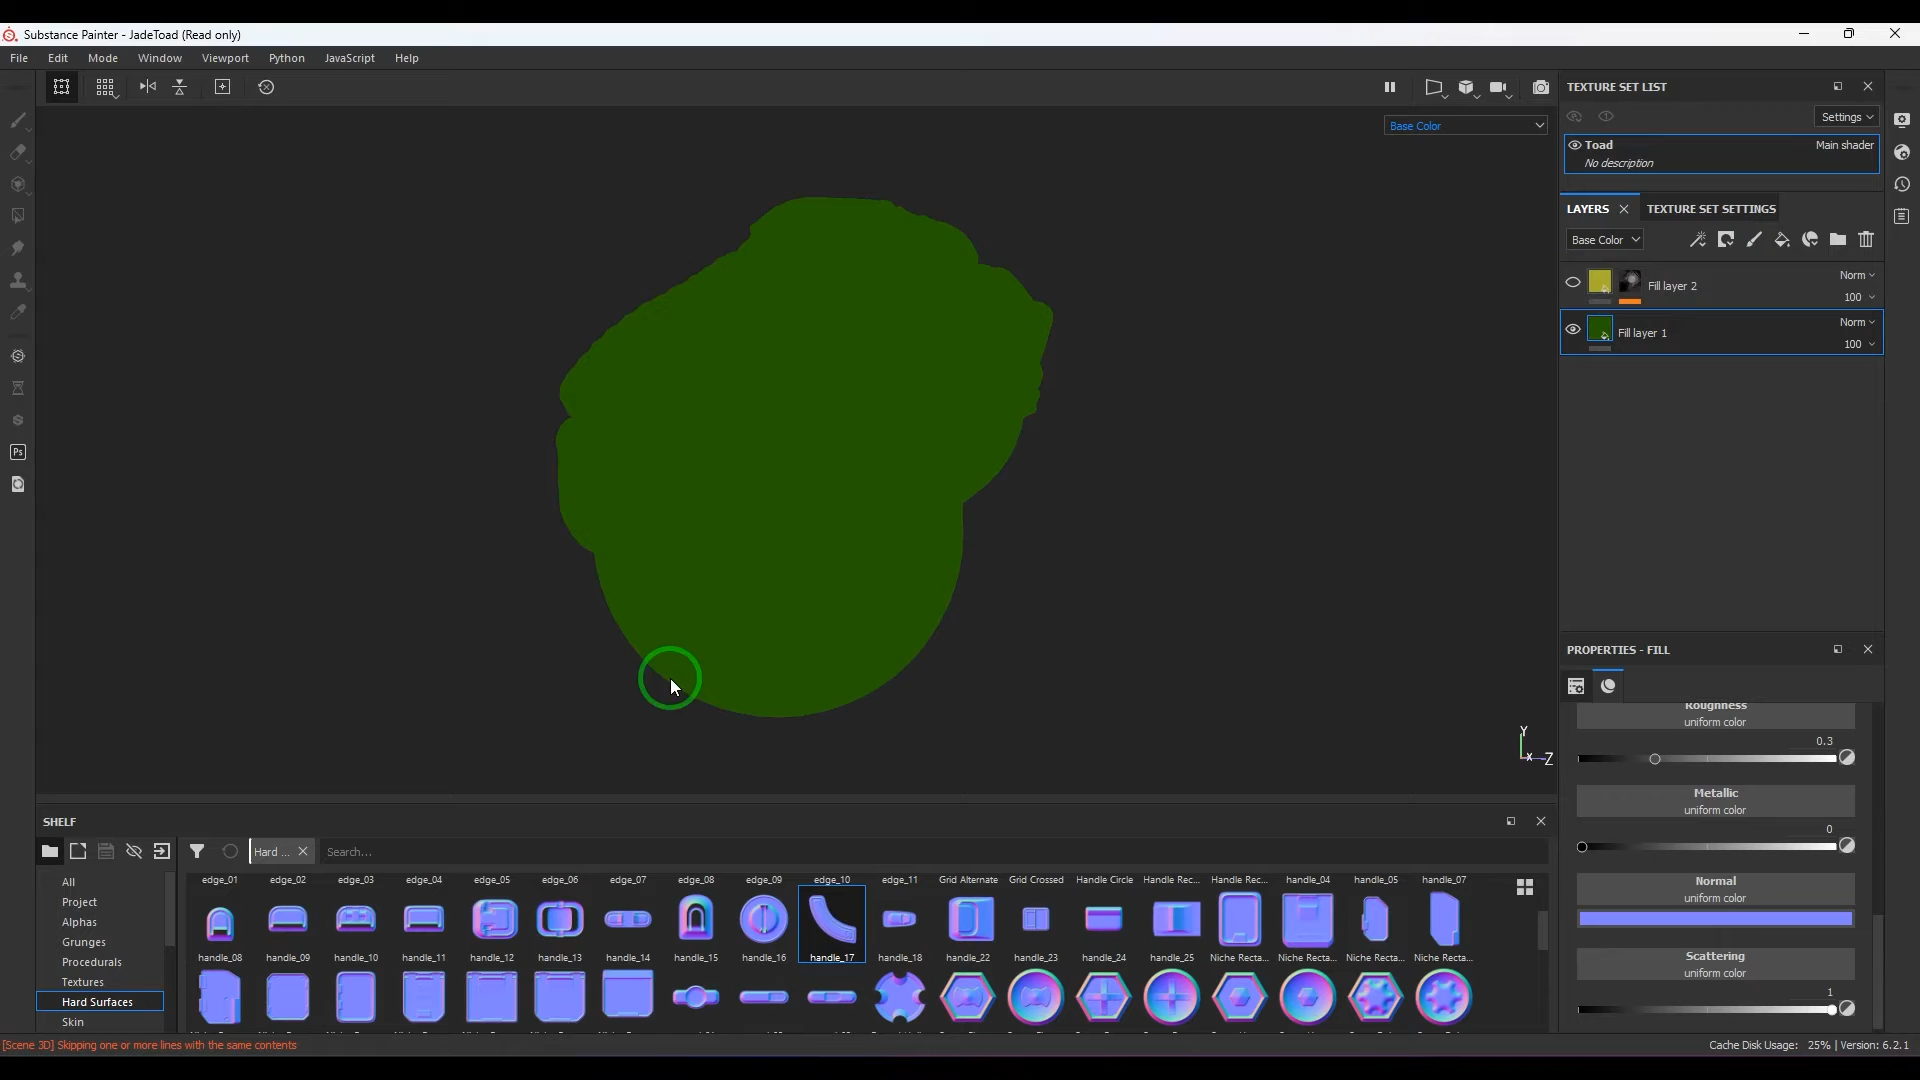 Substance Painter - JadeToad (Read only)
File Edit Mode Window Viewport Python JavaScript Help
TEXTURE SET LIST
Settings
Base Color
Toad Main shader
No description
LAYERS TEXTURE SET SETTINGS
Base Color
Norm
Fill layer 2
100
Norm
Fill layer 1
100
PROPERTIES - FILL
Roughness
uniform color
0.3
Y
X
Z
Metallic
uniform color
0
SHELF
Hard ... Search...
Ps
edge_01 edge_02 edge_03 edge_04 edge_05 edge_06 edge_07 edge_08 edge_09 edge_10 edge_11 Grid Alternate Grid Crossed Handle Circle Handle Rec... Handle Rec... handle_04 handle_05 handle_07
All
Project
Alphas
Grunges
Procedurals
Textures
Hard Surfaces
Skin
handle_08 handle_09 handle_10 handle_11 handle_12 handle_13 handle_14 handle_15 handle_16 handle_17 handle_18 handle_22 handle_23 handle_24 handle_25 Niche Recta... Niche Recta... Niche Recta... Niche Recta...
Normal
uniform color
Scattering
uniform color
1
[Scene 3D] Skipping one or more lines with the same contents
Cache Disk Usage: 25% | Version: 6.2.1